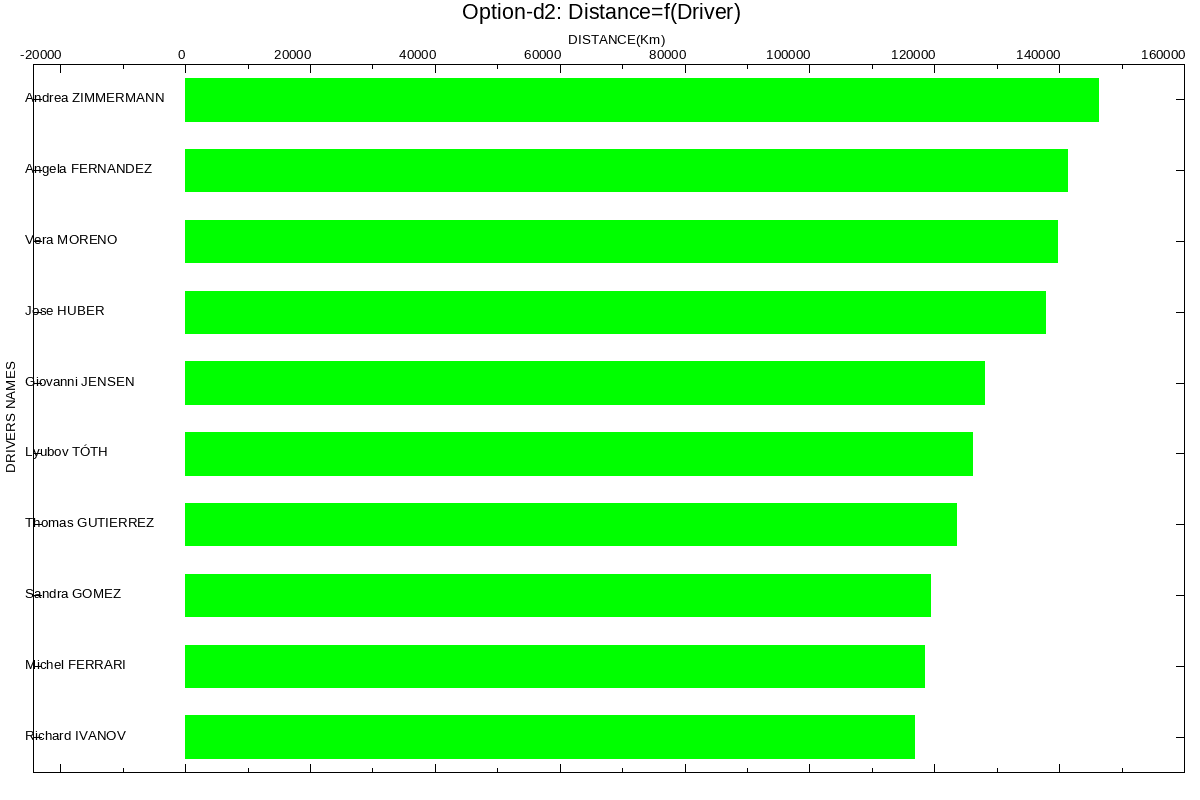 Option-d2: Distance=f(Driver)
DISTANCE(Km)
-20000 0 20000 40000 60000 80000 100000 120000 140000 160000
DRIVERS NAMES
Andrea ZIMMERMANN
Angela FERNANDEZ
Vera MORENO
Jose HUBER
Giovanni JENSEN
Lyubov TÓTH
Thomas GUTIERREZ
Sandra GOMEZ
Michel FERRARI
Richard IVANOV